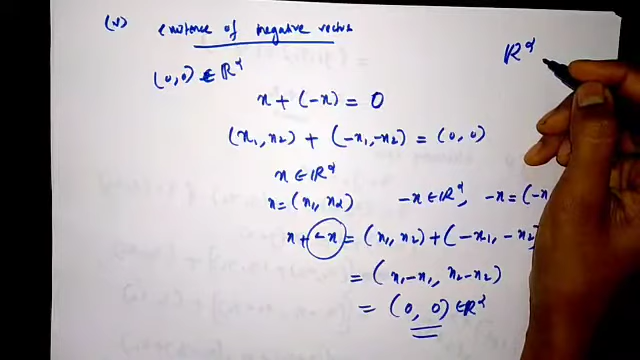 (v) existence of negative vector
(0,0) ∈ ℝ²
ℝ²
x + (-x) = 0
(x₁, x₂) + (-x₁, -x₂) = (0, 0)
x ∈ ℝ²
x = (x₁, x₂) -x ∈ ℝ², -x = (-x
x + -x = (x₁, x₂) + (-x₁, -x₂)
= (x₁ - x₁, x₂ - x₂)
= (0, 0) ∈ ℝ²